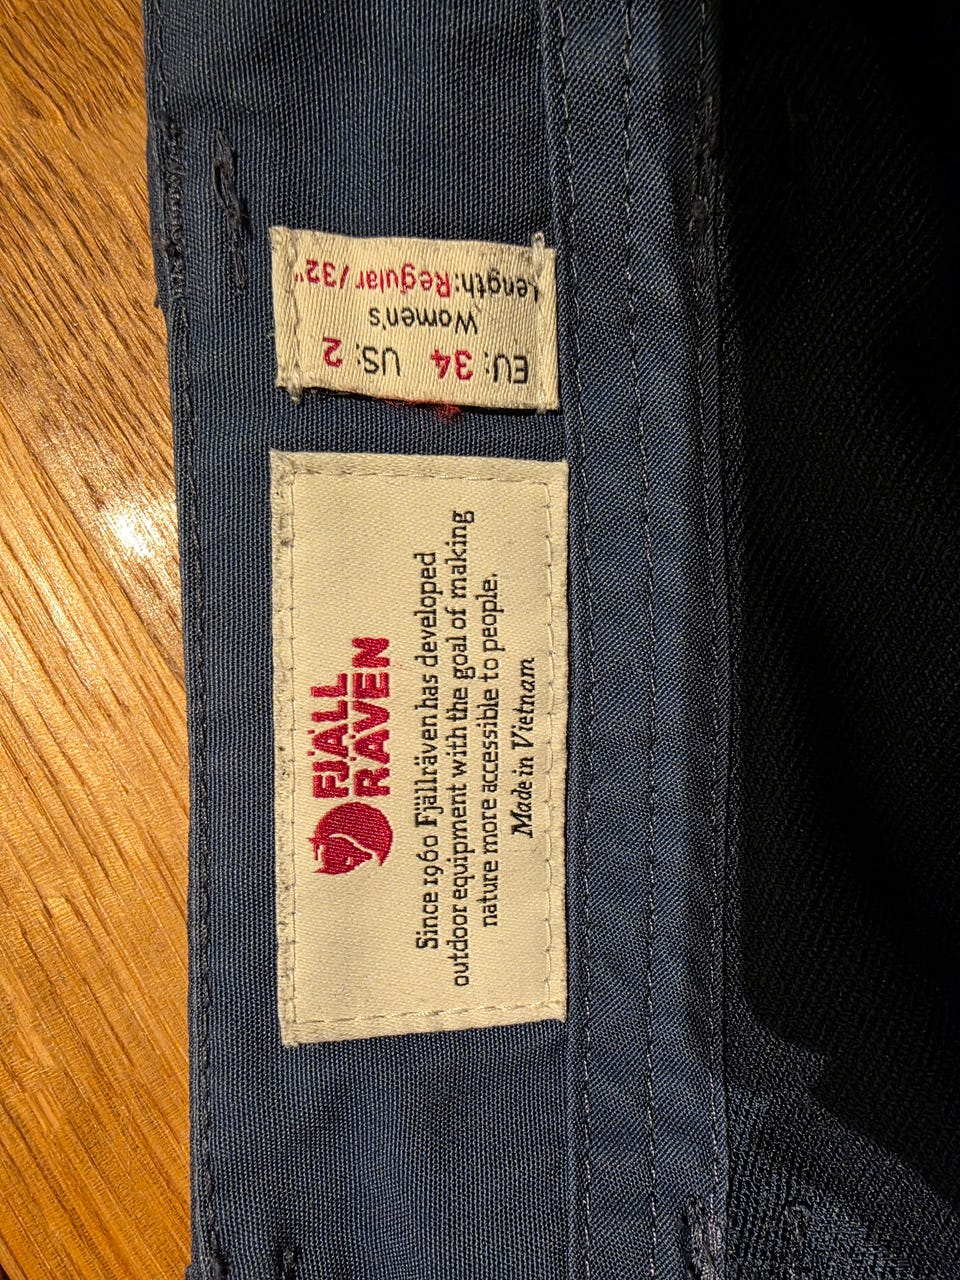 EU: 34 US: 2
Women's
Length: Regular/32"
FJÄLL
RÄVEN
Since 1960 Fjällräven has developed
outdoor equipment with the goal of making
nature more accessible to people.
Made in Vietnam